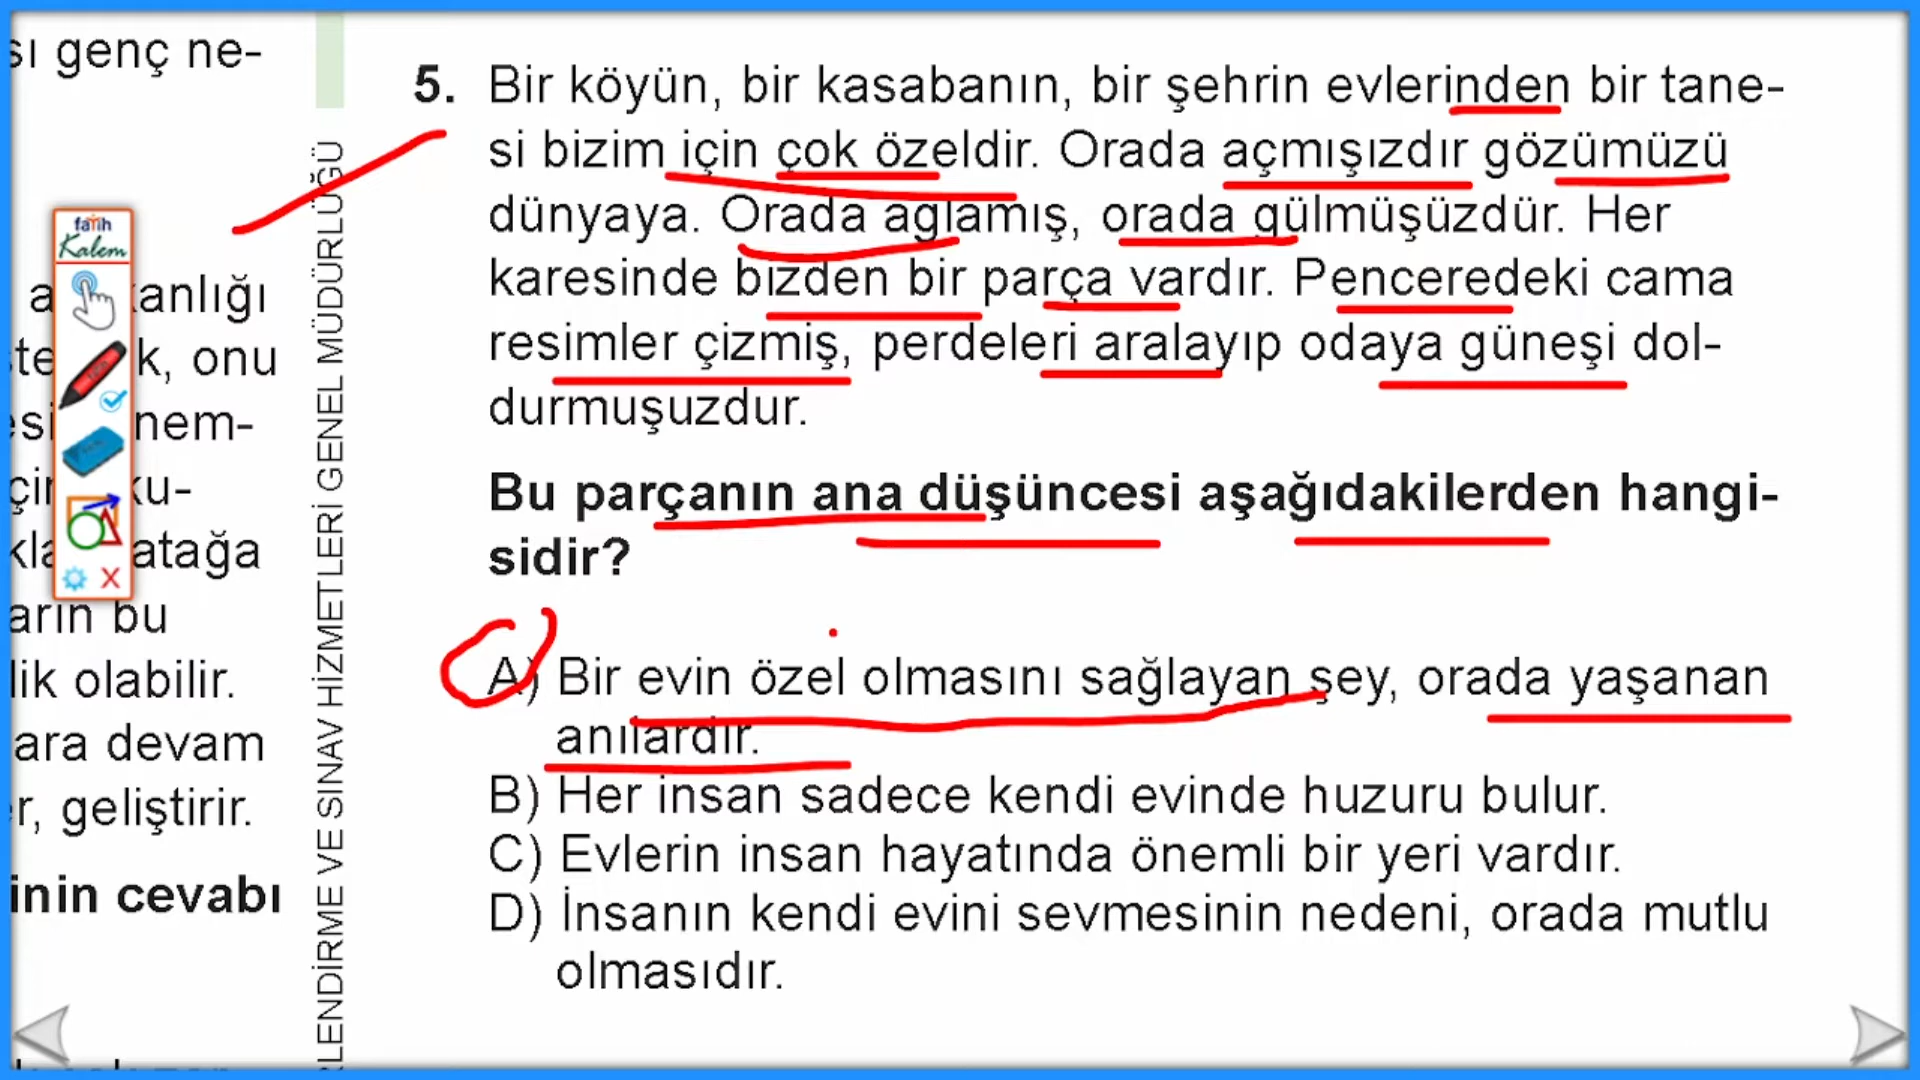 sı genç ne-
fatih
Kalem
kanlığı
k, onu
nem-
ku-
atağa
arın bu
lik olabilir.
ara devam
r, geliştirir.
inin cevabı
LENDİRME VE SINAV HİZMETLERİ GENEL MÜDÜRLÜĞÜ
5. Bir köyün, bir kasabanın, bir şehrin evlerinden bir tane-
si bizim için çok özeldir. Orada açmışızdır gözümüzü
dünyaya. Orada ağlamış, orada gülmüşüzdür. Her
karesinde bizden bir parça vardır. Penceredeki cama
resimler çizmiş, perdeleri aralayıp odaya güneşi dol-
durmuşuzdur.
Bu parçanın ana düşüncesi aşağıdakilerden hangi-
sidir?
A) Bir evin özel olmasını sağlayan şey, orada yaşanan
anılardır.
B) Her insan sadece kendi evinde huzuru bulur.
C) Evlerin insan hayatında önemli bir yeri vardır.
D) İnsanın kendi evini sevmesinin nedeni, orada mutlu
olmasıdır.